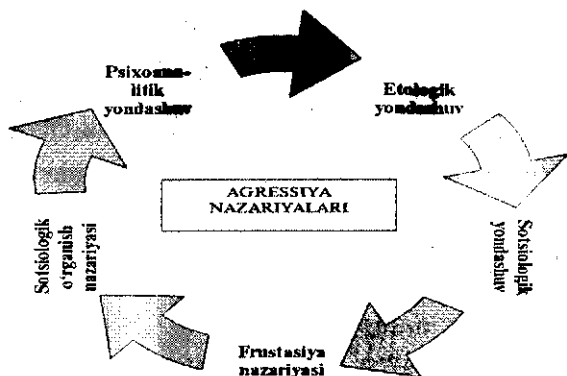 Psixoana-
litik
yondashuv
Etologik
yondashuv
AGRESSIYA
NAZARIYALARI
Sotsiologik
yondashuv
Frustasiya
nazariyasi
Sotsiologik
o'rganish
nazariyasi